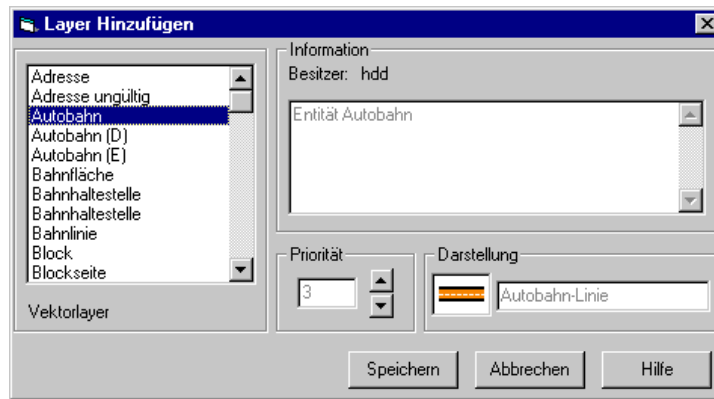 Layer Hinzufügen
Adresse
Adresse ungültig
Autobahn
Autobahn (D)
Autobahn (E)
Bahnfläche
Bahnhaltestelle
Bahnhaltestelle
Bahnlinie
Block
Blockseite
Vektorlayer
Information
Besitzer: hdd
Entität Autobahn
Priorität
3
Darstellung
Autobahn-Linie
Speichern
Abbrechen
Hilfe